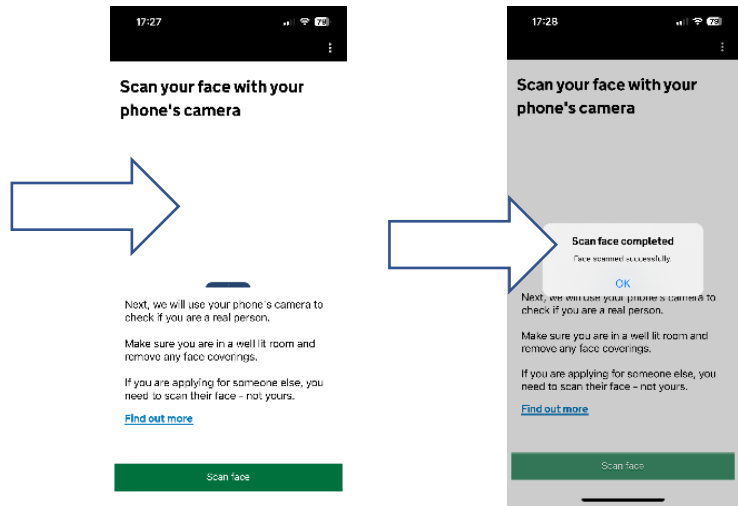 17:27
79
Scan your face with your
phone's camera
Next, we will use your phone's camera to
check if you are a real person.
Make sure you are in a well lit room and
remove any face coverings.
If you are applying for someone else, you
need to scan their face – not yours.
Find out more
Scan face
17:28
Scan your face with your
phone's camera
Scan face completed
Face scanned successfully.
OK
Next, we will use your phone's camera to
check if you are a real person.
Make sure you are in a well lit room and
remove any face coverings.
If you are applying for someone else, you
need to scan their face – not yours.
Find out more
Scan face